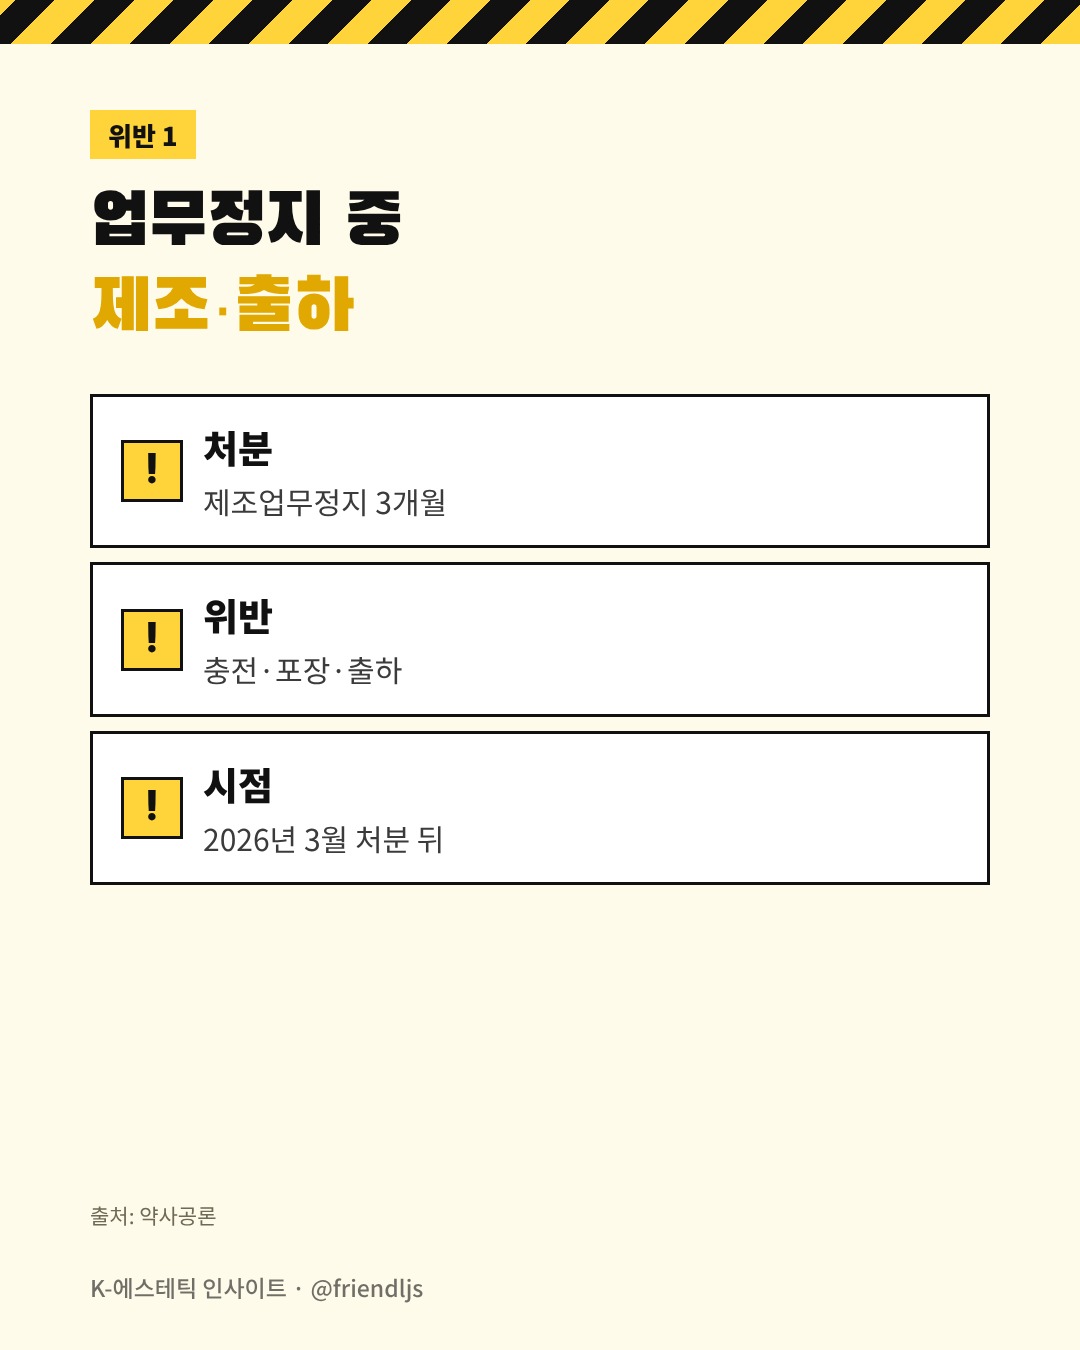 위반 1
업무정지 중
제조·출하
!
처분
제조업무정지 3개월
!
위반
충전·포장·출하
!
시점
2026년 3월 처분 뒤
출처: 약사공론
K-에스테틱 인사이트 · @friendljs